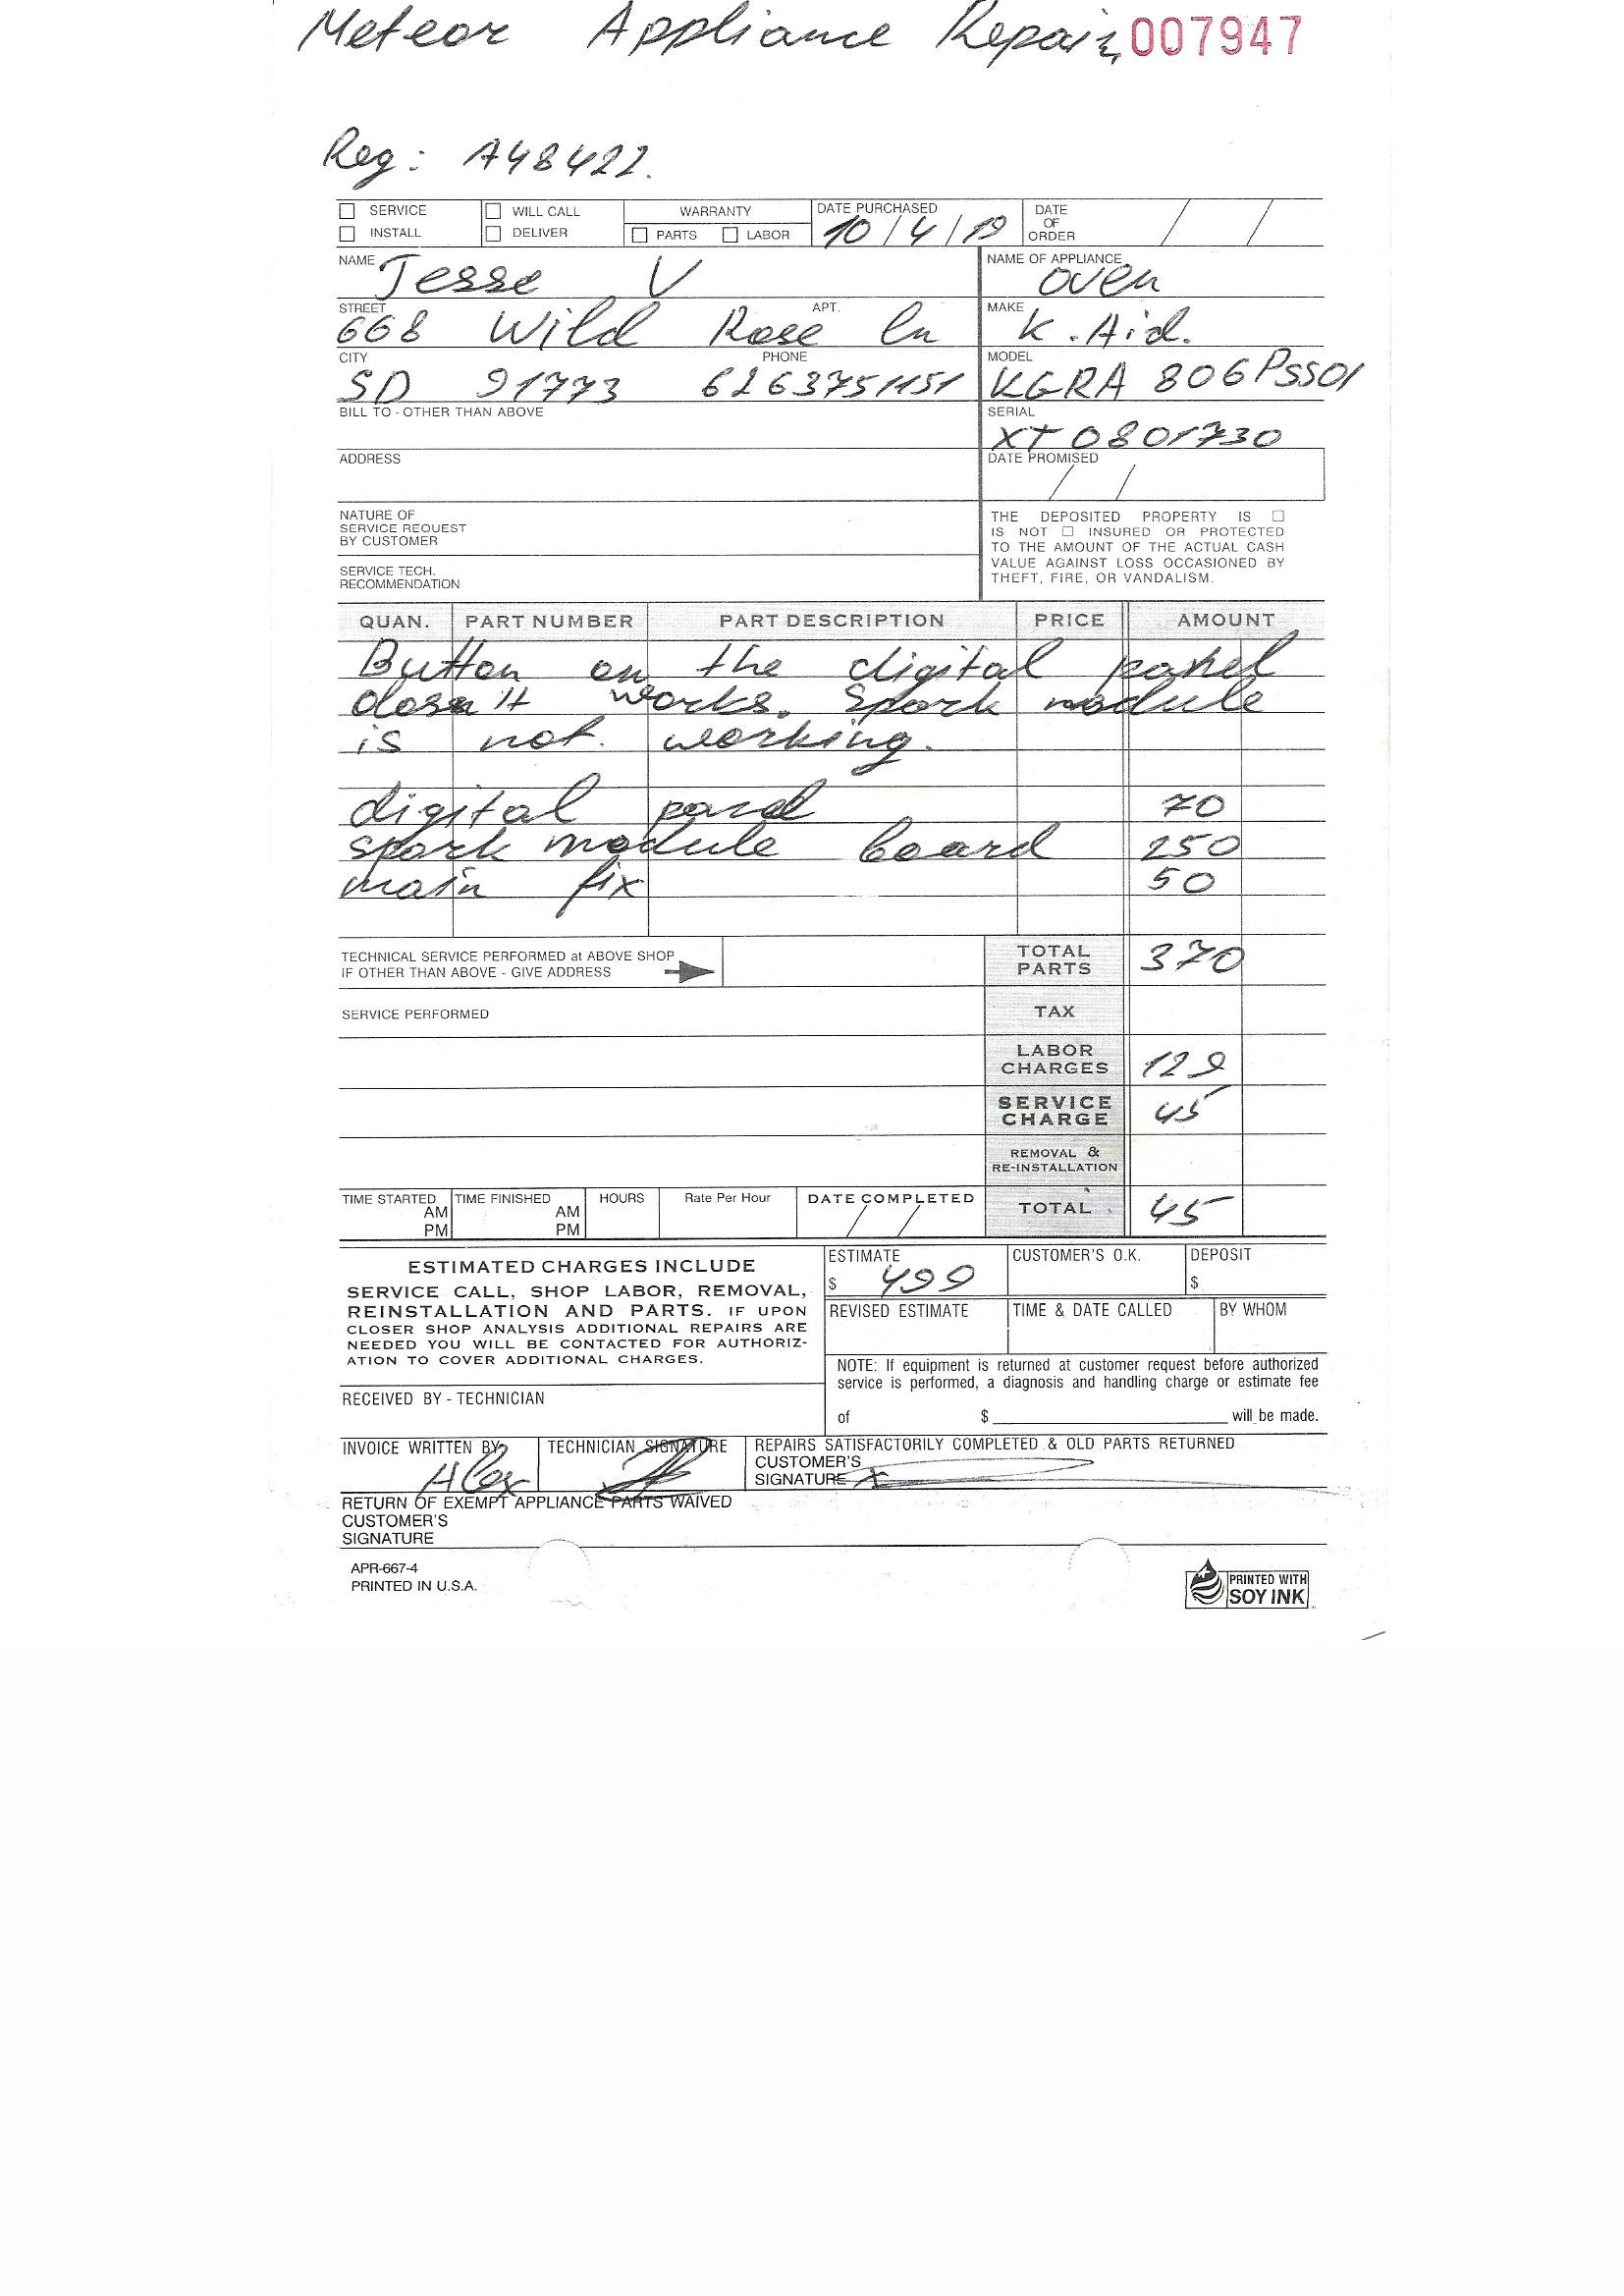 Meteor Appliance Repair 007947
Reg: A48422.
SERVICE WILL CALL WARRANTY DATE PURCHASED DATE OF ORDER
INSTALL DELIVER PARTS LABOR 10/4/19 / /
NAME Jesse V NAME OF APPLIANCE oven
STREET 668 Wild Rose ln APT. MAKE K.Aid.
CITY SD 91773 PHONE 6263751151 MODEL KGRA 806PSS01
BILL TO - OTHER THAN ABOVE SERIAL XT0801730
ADDRESS DATE PROMISED / /
NATURE OF
SERVICE REQUEST
BY CUSTOMER
SERVICE TECH.
RECOMMENDATION
THE DEPOSITED PROPERTY IS
IS NOT INSURED OR PROTECTED
TO THE AMOUNT OF THE ACTUAL CASH
VALUE AGAINST LOSS OCCASIONED BY
THEFT, FIRE, OR VANDALISM.
QUAN. PART NUMBER PART DESCRIPTION PRICE AMOUNT
Button on the digital panel
dosn't works. Spark module
is not. working.
digital panel 70
spark module board 250
main fix 50
TECHNICAL SERVICE PERFORMED at ABOVE SHOP
IF OTHER THAN ABOVE - GIVE ADDRESS
TOTAL PARTS 370
SERVICE PERFORMED TAX
LABOR CHARGES 129
SERVICE CHARGE 45
REMOVAL & RE-INSTALLATION
TIME STARTED AM PM TIME FINISHED AM PM HOURS Rate Per Hour DATE COMPLETED / / TOTAL 45
ESTIMATED CHARGES INCLUDE
SERVICE CALL, SHOP LABOR, REMOVAL,
REINSTALLATION AND PARTS. IF UPON
CLOSER SHOP ANALYSIS ADDITIONAL REPAIRS ARE
NEEDED YOU WILL BE CONTACTED FOR AUTHORIZ-
ATION TO COVER ADDITIONAL CHARGES.
ESTIMATE $ 499 CUSTOMER'S O.K. DEPOSIT $
REVISED ESTIMATE TIME & DATE CALLED BY WHOM
NOTE: If equipment is returned at customer request before authorized
service is performed, a diagnosis and handling charge or estimate fee
of $ will be made.
RECEIVED BY - TECHNICIAN
INVOICE WRITTEN BY Alex TECHNICIAN SIGNATURE REPAIRS SATISFACTORILY COMPLETED & OLD PARTS RETURNED
CUSTOMER'S
SIGNATURE X
RETURN OF EXEMPT APPLIANCE PARTS WAIVED
CUSTOMER'S
SIGNATURE
APR-667-4
PRINTED IN U.S.A.
PRINTED WITH
SOY INK